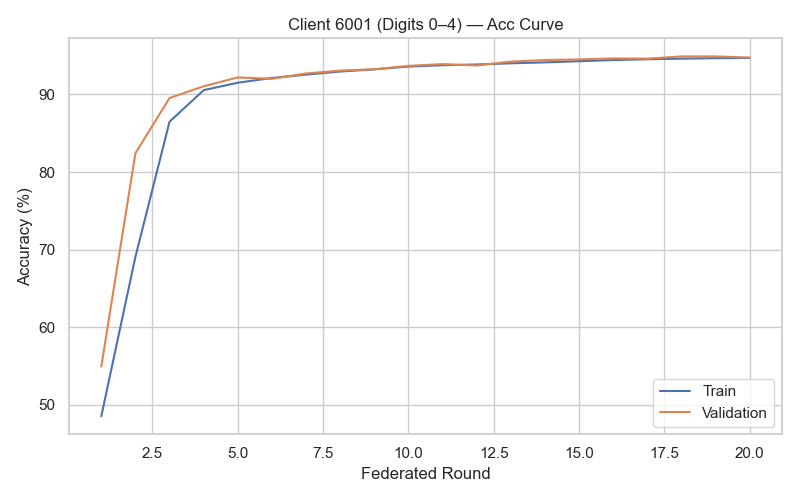 Client 6001 (Digits 0–4) — Acc Curve
Accuracy (%)
90
80
70
60
50
Train
Validation
2.5
5.0
7.5
10.0
12.5
15.0
17.5
20.0
Federated Round